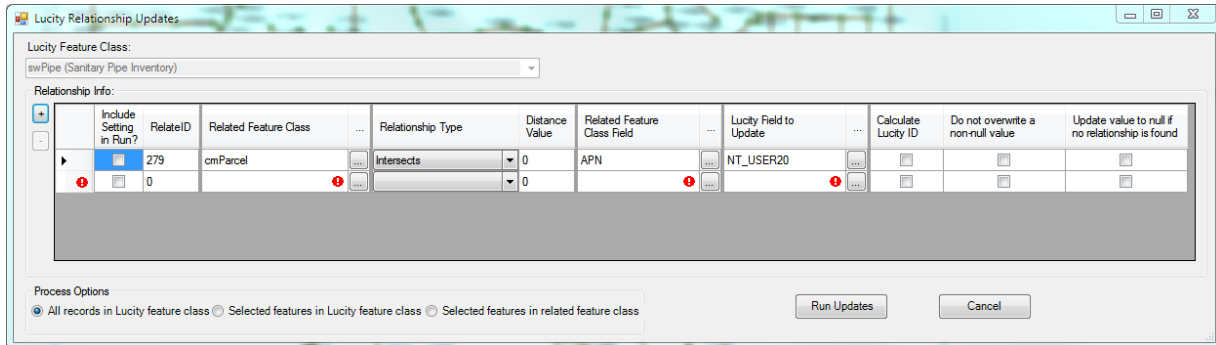 Lucity Relationship Updates
Lucity Feature Class:
swPipe (Sanitary Pipe Inventory)
Relationship Info:
+
-
Include Setting in Run? RelateID Related Feature Class ... Relationship Type Distance Value Related Feature Class Field ... Lucity Field to Update ... Calculate Lucity ID Do not overwrite a non-null value Update value to null if no relationship is found
279 cmParcel ... Intersects 0 APN ... NT_USER20 ...
0 ... 0 ... ...
Process Options
All records in Lucity feature class Selected features in Lucity feature class Selected features in related feature class
Run Updates Cancel